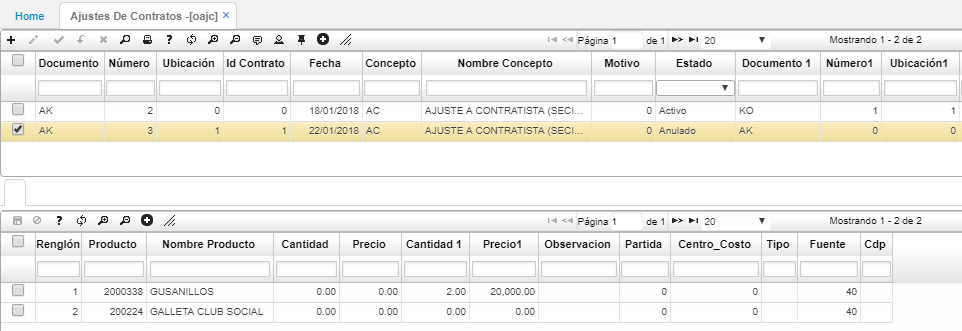 Home Ajustes De Contratos -[oajc] ×
Página 1 de 1 20 Mostrando 1 - 2 de 2
Documento Número Ubicación Id Contrato Fecha Concepto Nombre Concepto Motivo Estado Documento 1 Número1 Ubicación1
AK 2 0 0 18/01/2018 AC AJUSTE A CONTRATISTA (SECI... 0 Activo KO 1 1
AK 3 1 1 22/01/2018 AC AJUSTE A CONTRATISTA (SECI... 0 Anulado AK 0 0
Página 1 de 1 20 Mostrando 1 - 2 de 2
Renglón Producto Nombre Producto Cantidad Precio Cantidad 1 Precio1 Observacion Partida Centro_Costo Tipo Fuente Cdp
1 2000338 GUSANILLOS 0.00 0.00 2.00 20,000.00 0 0 40
2 200224 GALLETA CLUB SOCIAL 0.00 0.00 0.00 0.00 0 0 40